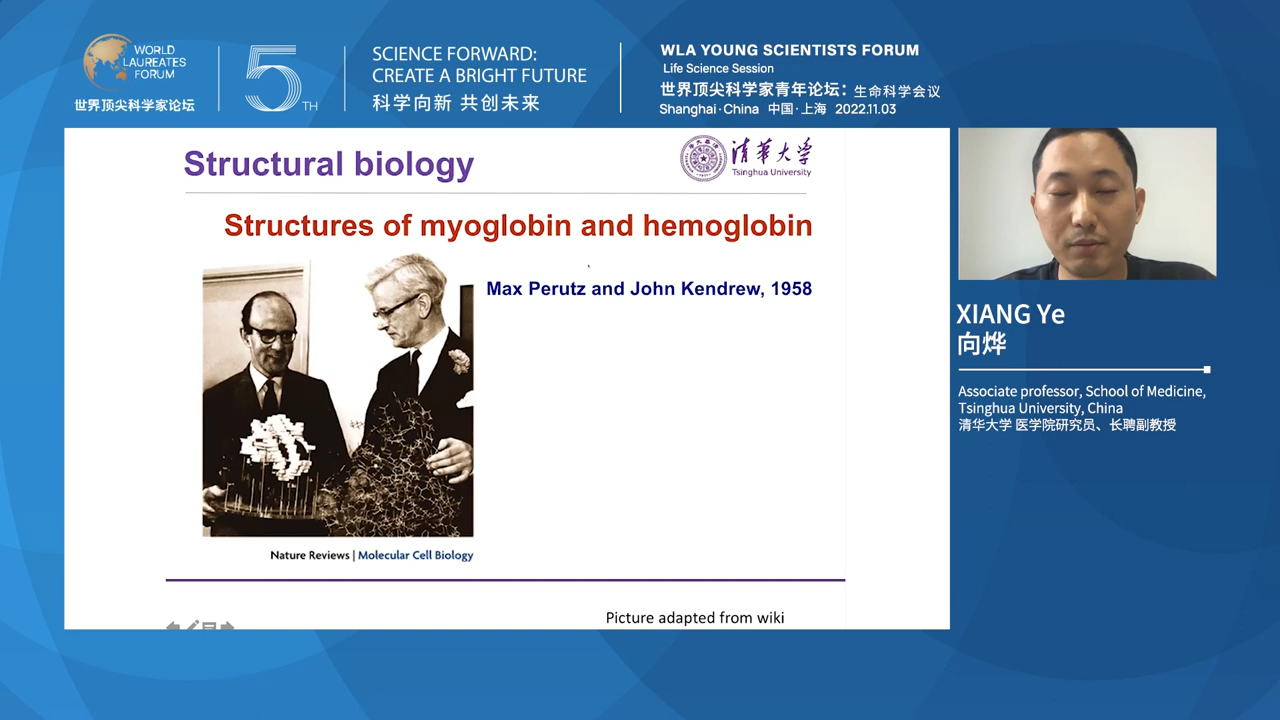 WORLD
LAUREATES
FORUM
世界顶尖科学家论坛
5TH
SCIENCE FORWARD:
CREATE A BRIGHT FUTURE
科学向新 共创未来
WLA YOUNG SCIENTISTS FORUM
Life Science Session
世界顶尖科学家青年论坛：生命科学会议
Shanghai·China 中国·上海 2022.11.03
Structural biology
清华大学
Tsinghua University
Structures of myoglobin and hemoglobin
Max Perutz and John Kendrew, 1958
Nature Reviews | Molecular Cell Biology
Picture adapted from wiki
XIANG Ye
向烨
Associate professor, School of Medicine,
Tsinghua University, China
清华大学 医学院研究员、长聘副教授